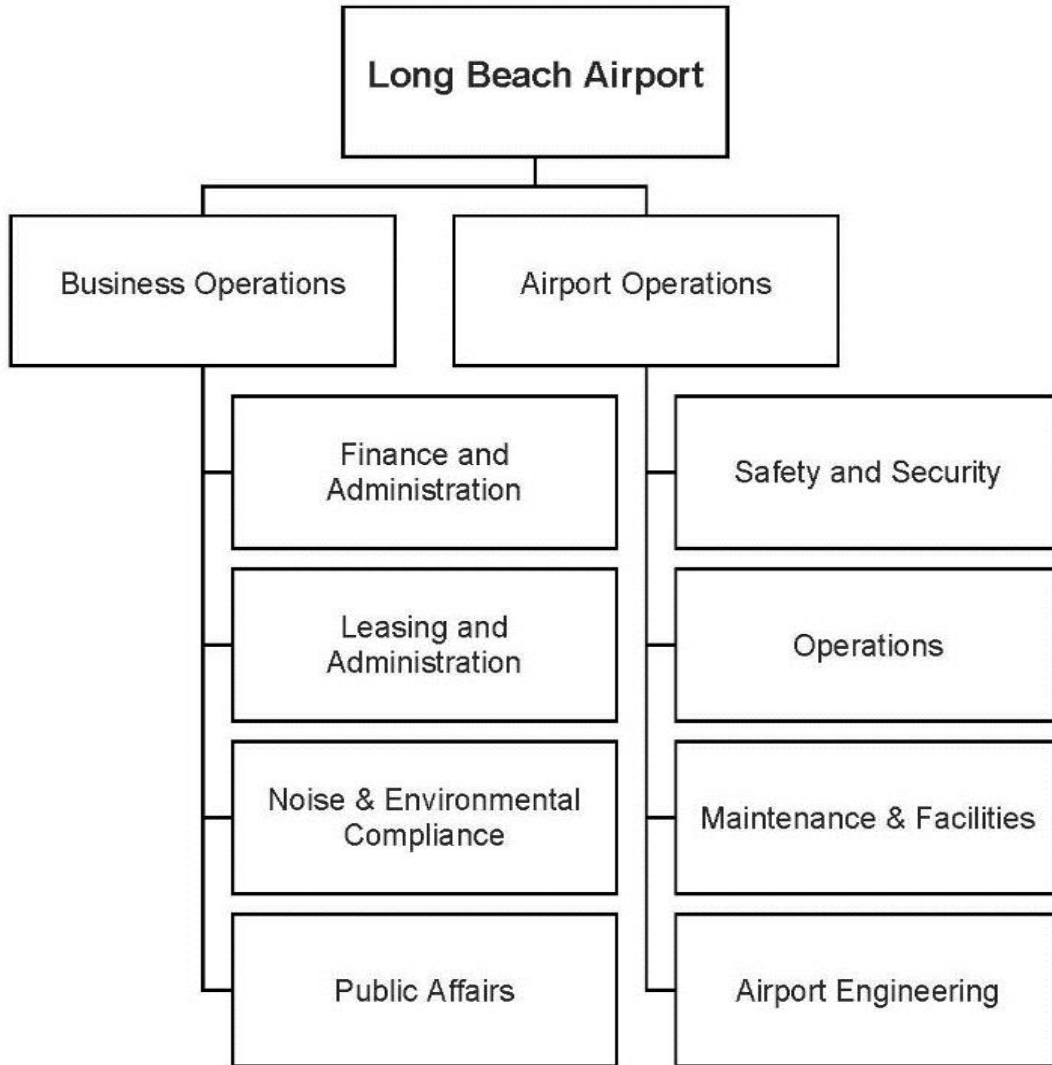 Long Beach Airport
Business Operations
Airport Operations
Finance and
Administration
Leasing and
Administration
Noise & Environmental
Compliance
Public Affairs
Safety and Security
Operations
Maintenance & Facilities
Airport Engineering